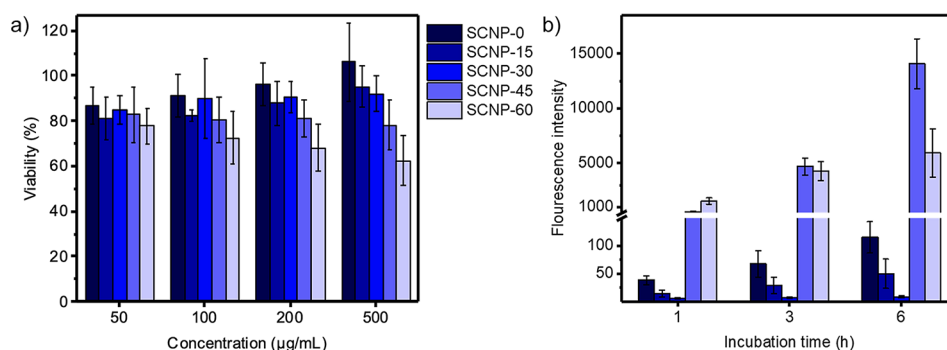 a)
120
100
80
60
40
20
0
Viability (%)
50 100 200 500
Concentration (µg/mL)
SCNP-0
SCNP-15
SCNP-30
SCNP-45
SCNP-60
b)
15000
10000
5000
1000
100
50
Flourescence intensity
1 3 6
Incubation time (h)